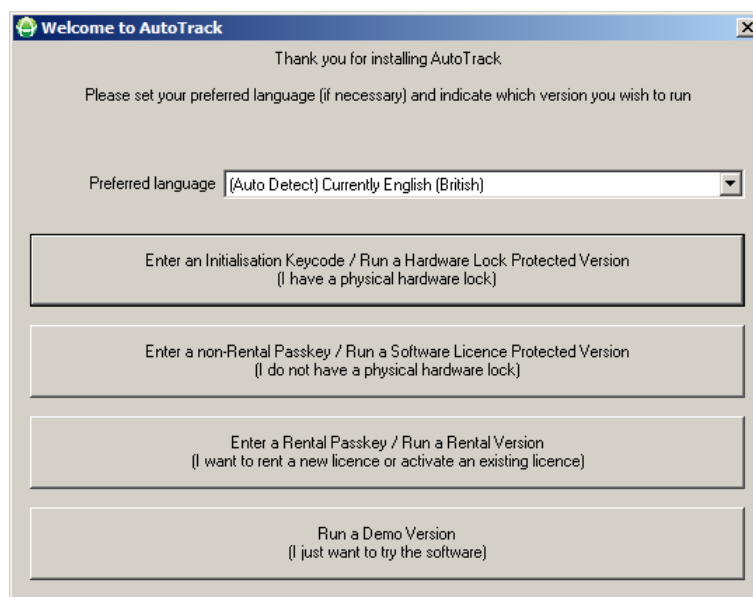 Welcome to AutoTrack
Thank you for installing AutoTrack
Please set your preferred language (if necessary) and indicate which version you wish to run
Preferred language (Auto Detect) Currently English (British)
Enter an Initialisation Keycode / Run a Hardware Lock Protected Version
(I have a physical hardware lock)
Enter a non-Rental Passkey / Run a Software Licence Protected Version
(I do not have a physical hardware lock)
Enter a Rental Passkey / Run a Rental Version
(I want to rent a new licence or activate an existing licence)
Run a Demo Version
(I just want to try the software)